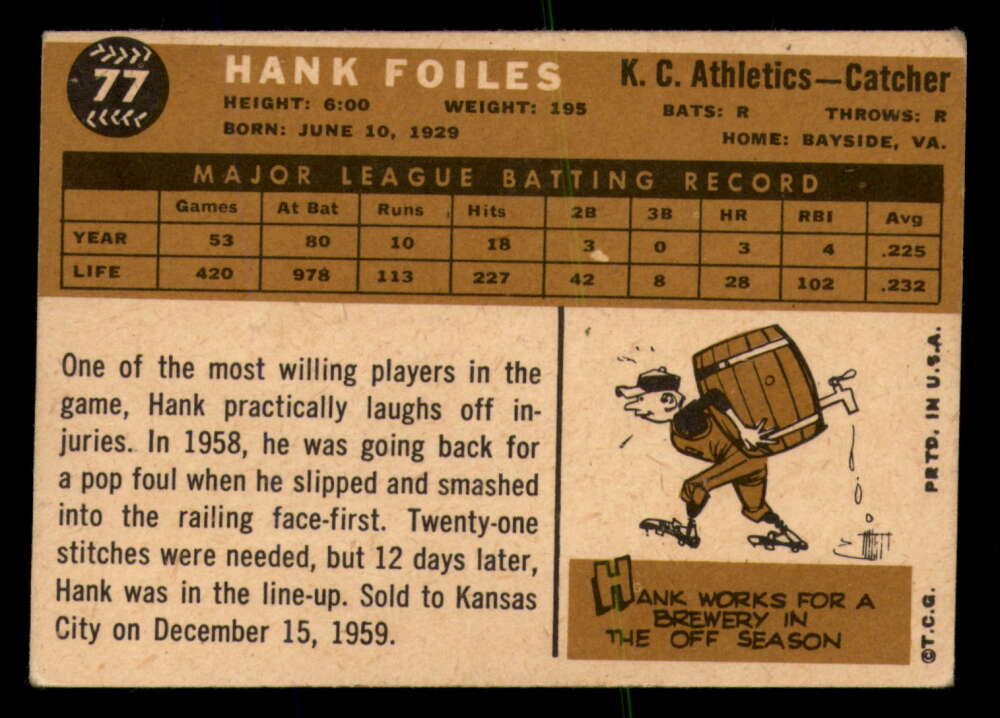 77
HANK FOILES
K. C. Athletics—Catcher
HEIGHT: 6:00 WEIGHT: 195 BATS: R THROWS: R
BORN: JUNE 10, 1929 HOME: BAYSIDE, VA.
MAJOR LEAGUE BATTING RECORD
Games At Bat Runs Hits 2B 3B HR RBI Avg
YEAR 53 80 10 18 3 0 3 4 .225
LIFE 420 978 113 227 42 8 28 102 .232
One of the most willing players in the
game, Hank practically laughs off in-
juries. In 1958, he was going back for
a pop foul when he slipped and smashed
into the railing face-first. Twenty-one
stitches were needed, but 12 days later,
Hank was in the line-up. Sold to Kansas
City on December 15, 1959.
HANK WORKS FOR A
BREWERY IN
THE OFF SEASON
©T.C.G. PRTD. IN U.S.A.